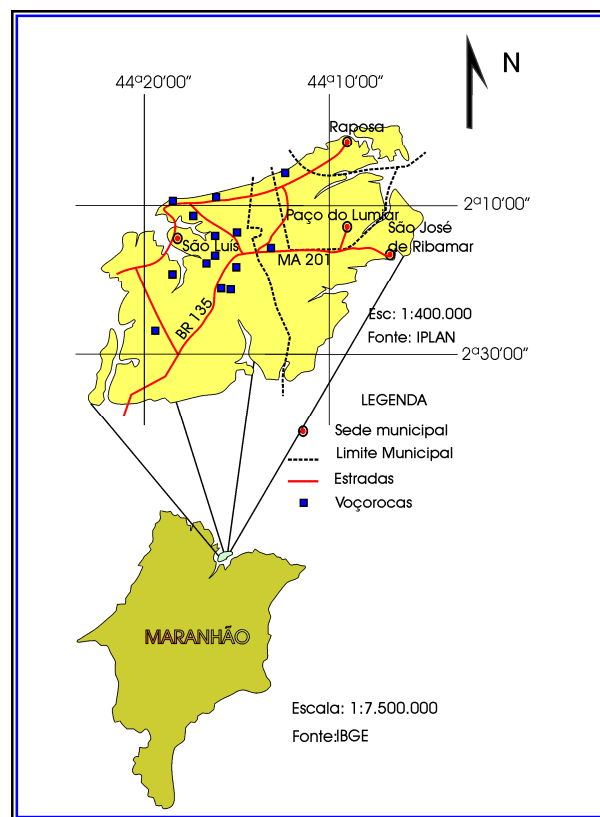 N
44º20'00"
44º10'00"
Raposa
2º10'00"
Paço do Lumiar
São José
de Ribamar
São Luís
MA 201
BR 135
Esc: 1:400.000
Fonte: IPLAN
2º30'00"
LEGENDA
Sede municipal
Limite Municipal
Estradas
Voçorocas
MARANHÃO
Escala: 1:7.500.000
Fonte:IBGE